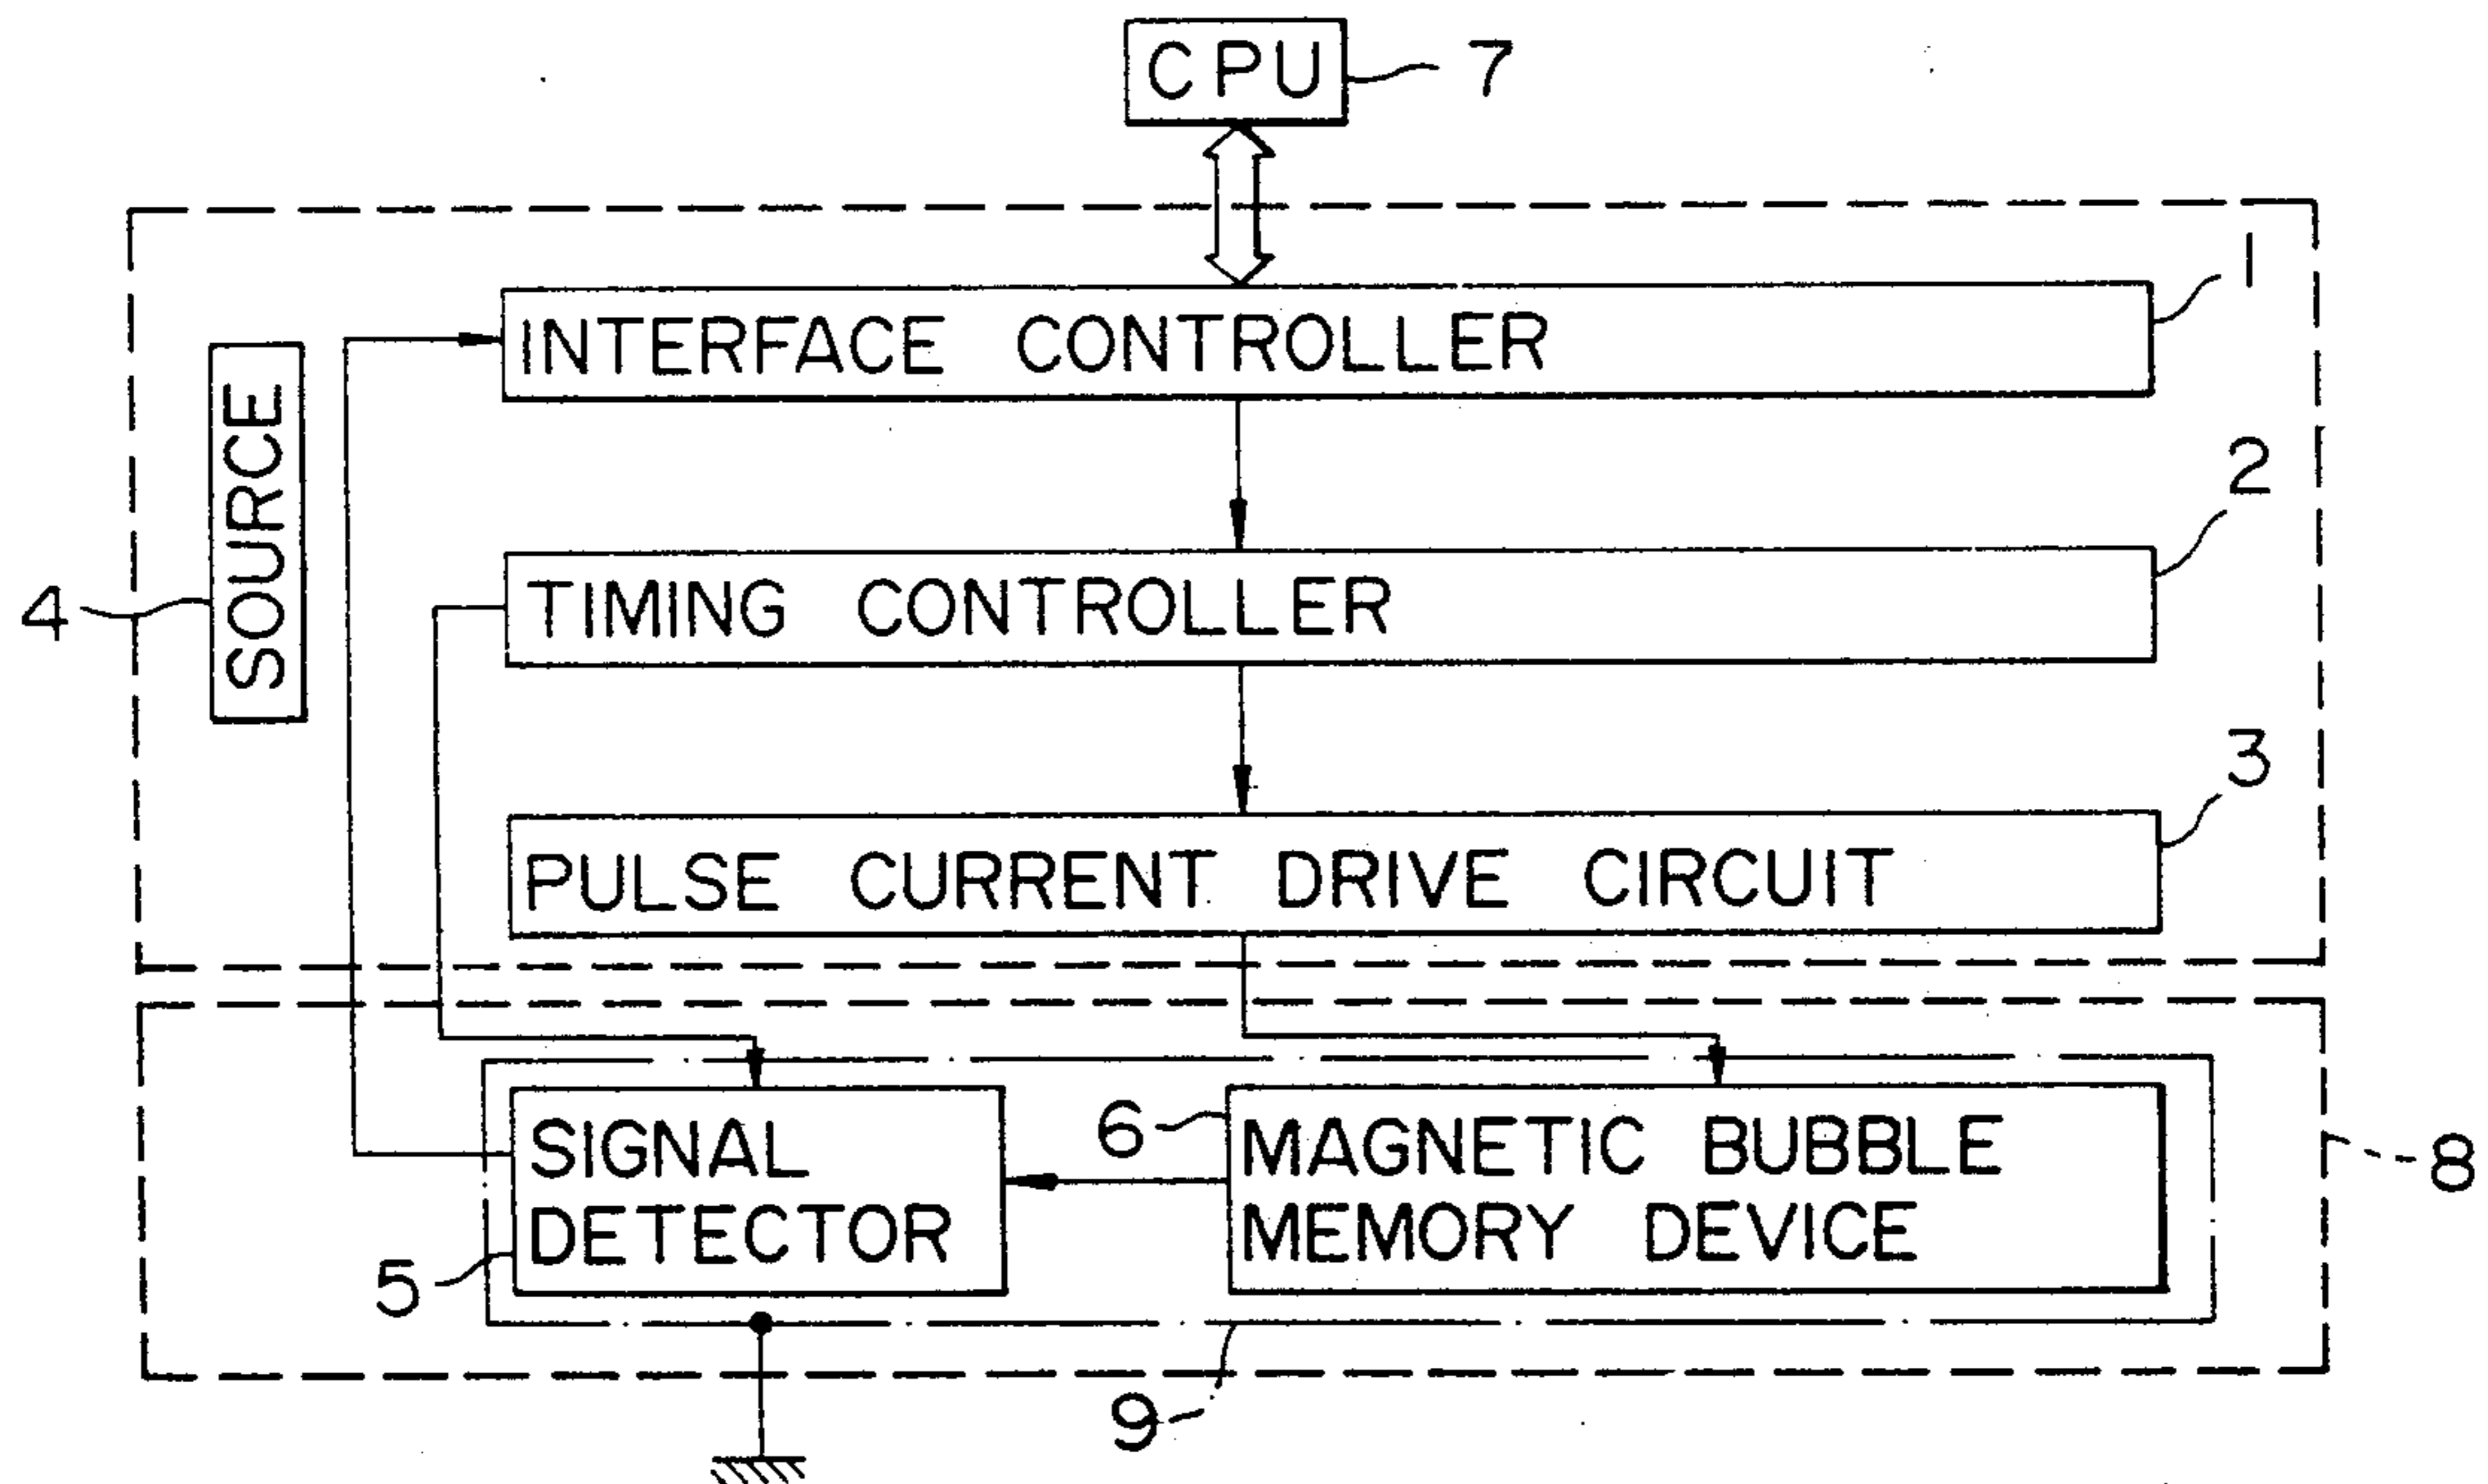 CPU 7
1
INTERFACE CONTROLLER
SOURCE
2
4
TIMING CONTROLLER
3
PULSE CURRENT DRIVE CIRCUIT
6
SIGNAL
DETECTOR
MAGNETIC BUBBLE
MEMORY DEVICE
8
5
9